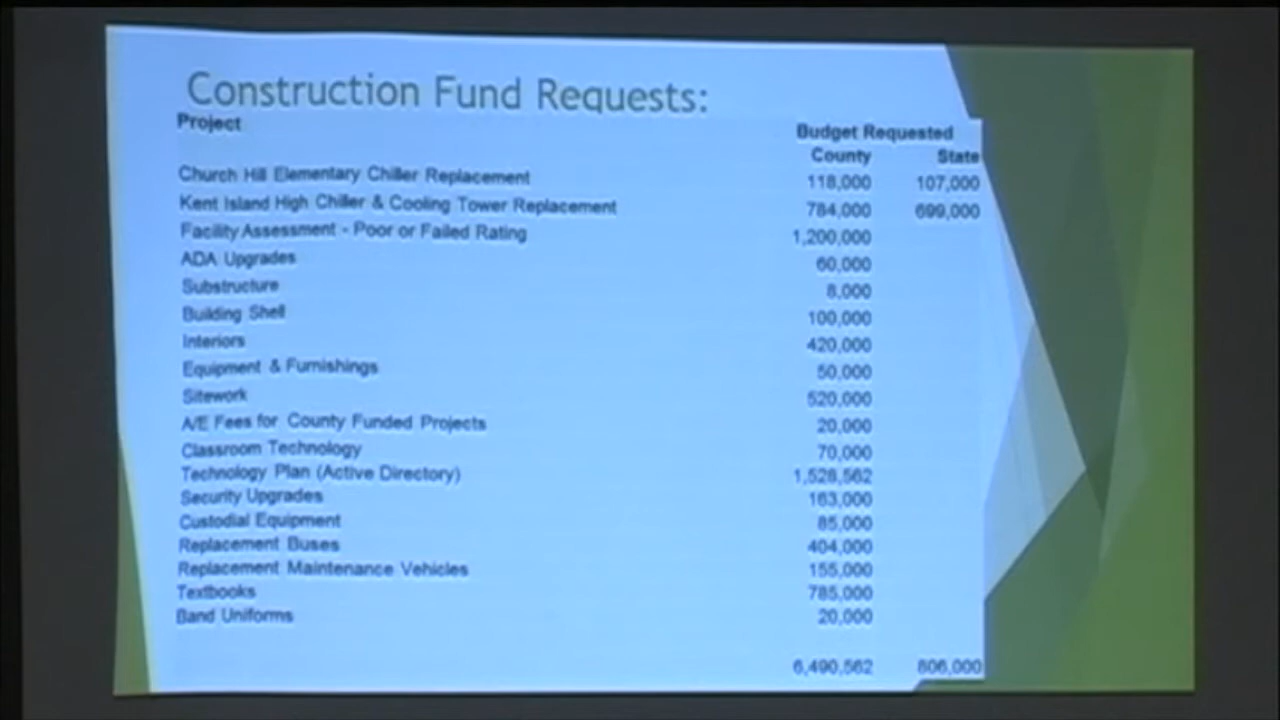 Construction Fund Requests:
Project
Budget Requested
County State
Church Hill Elementary Chiller Replacement 118,000 107,000
Kent Island High Chiller & Cooling Tower Replacement 784,000 699,000
Facility Assessment - Poor or Failed Rating 1,200,000
ADA Upgrades 60,000
Substructure 8,000
Building Shell 100,000
Interiors 420,000
Equipment & Furnishings 50,000
Sitework 520,000
A/E Fees for County Funded Projects 20,000
Classroom Technology 70,000
Technology Plan (Active Directory) 1,528,562
Security Upgrades 163,000
Custodial Equipment 85,000
Replacement Buses 404,000
Replacement Maintenance Vehicles 155,000
Textbooks 785,000
Band Uniforms 20,000
6,490,562 806,000